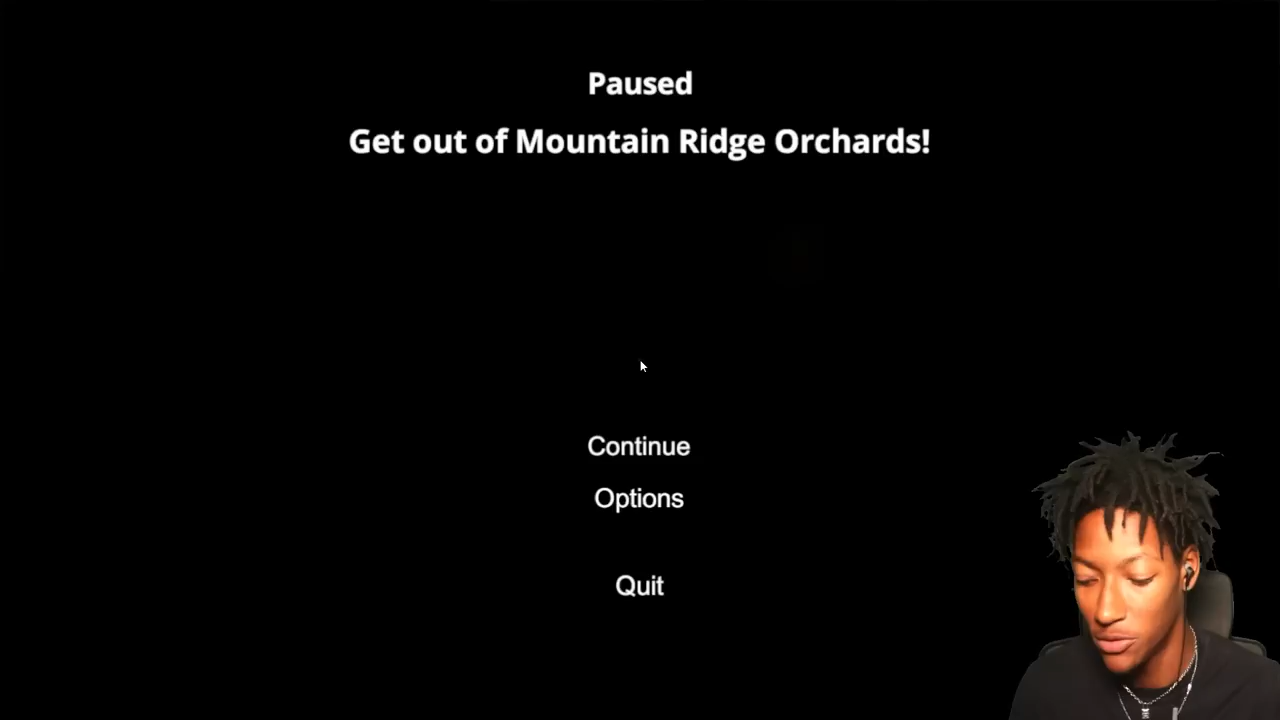 Paused
Get out of Mountain Ridge Orchards!
Continue
Options
Quit